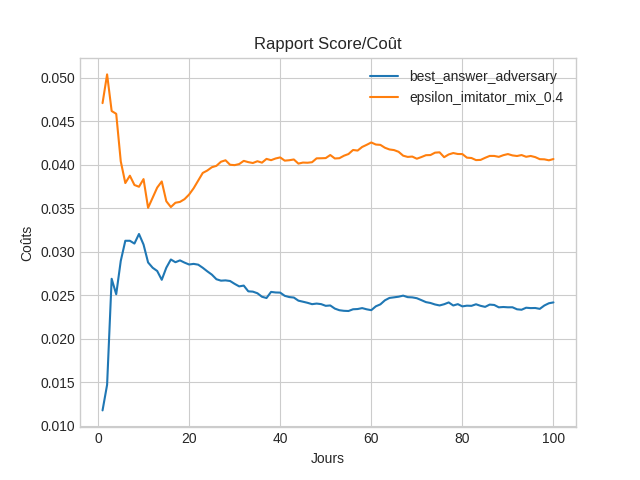 Rapport Score/Coût
best_answer_adversary
epsilon_imitator_mix_0.4
Coûts
0.050
0.045
0.040
0.035
0.030
0.025
0.020
0.015
0.010
0 20 40 60 80 100
Jours